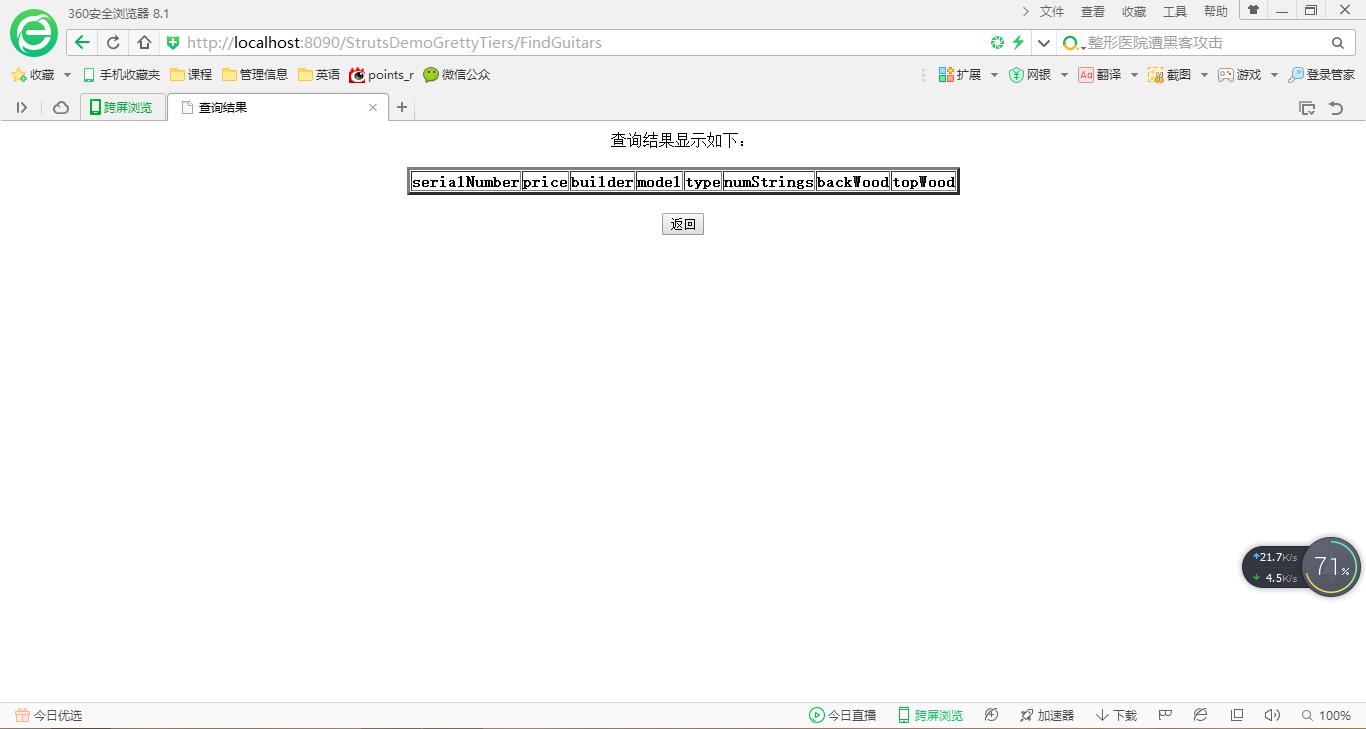 360安全浏览器 8.1
文件 查看 收藏 工具 帮助
http://localhost:8090/StrutsDemoGrettyTiers/FindGuitars
整形医院遭黑客攻击
收藏 手机收藏夹 课程 管理信息 英语 points_r 微信公众 扩展 网银 翻译 截图 游戏 登录管家
跨屏浏览 查询结果
查询结果显示如下：
serialNumber price builder model type numStrings backWood topWood
返回
21.7K/s
4.5K/s
71%
今日优选 今日直播 跨屏浏览 加速器 下载 100%